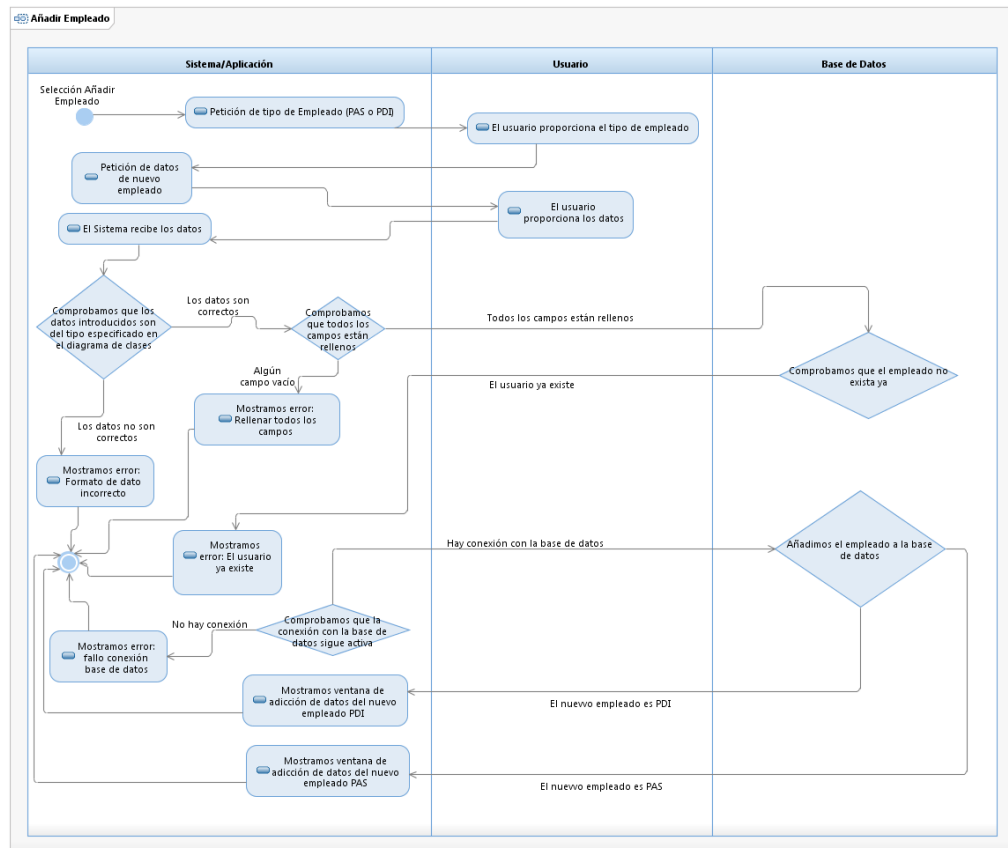 Añadir Empleado
Sistema/Aplicación
Usuario
Base de Datos
Selección Añadir
Empleado
Petición de tipo de Empleado (PAS o PDI)
El usuario proporciona el tipo de empleado
Petición de datos
de nuevo
empleado
El usuario
proporciona los datos
El Sistema recibe los datos
Comprobamos que los
datos introducidos son
del tipo especificado en
el diagrama de clases
Los datos son
correctos
Comprobamos
que todos los
campos están
rellenos
Todos los campos están rellenos
Comprobamos que el empleado no
exista ya
Algún
campo vacío
El usuario ya existe
Mostramos error:
Rellenar todos los
campos
Los datos no son
correctos
Mostramos error:
Formato de dato
incorrecto
Mostramos
error: El usuario
ya existe
Hay conexión con la base de datos
Añadimos el empleado a la base
de datos
No hay conexión
Comprobamos que la
conexión con la base de
datos sigue activa
Mostramos error:
fallo conexión
base de datos
Mostramos ventana de
adicción de datos del nuevo
empleado PDI
El nuevvo empleado es PDI
Mostramos ventana de
adicción de datos del nuevo
empleado PAS
El nuevvo empleado es PAS